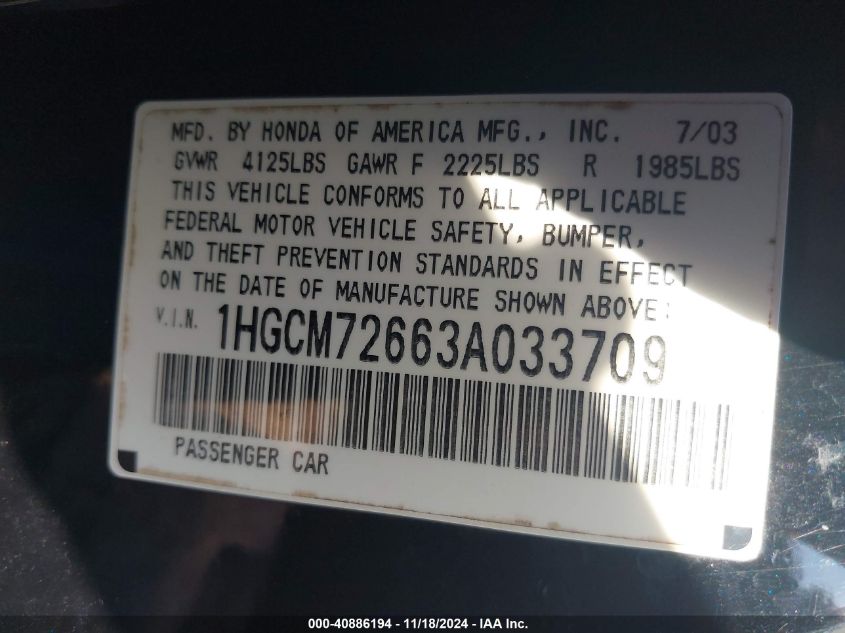 MFD. BY HONDA OF AMERICA MFG., INC. 7/03
GVWR 4125LBS GAWR F 2225LBS R 1985LBS
THIS VEHICLE CONFORMS TO ALL APPLICABLE
FEDERAL MOTOR VEHICLE SAFETY, BUMPER,
AND THEFT PREVENTION STANDARDS IN EFFECT
ON THE DATE OF MANUFACTURE SHOWN ABOVE:
V.I.N. 1HGCM72663A033709
PASSENGER CAR
000-40886194 - 11/18/2024 - IAA Inc.